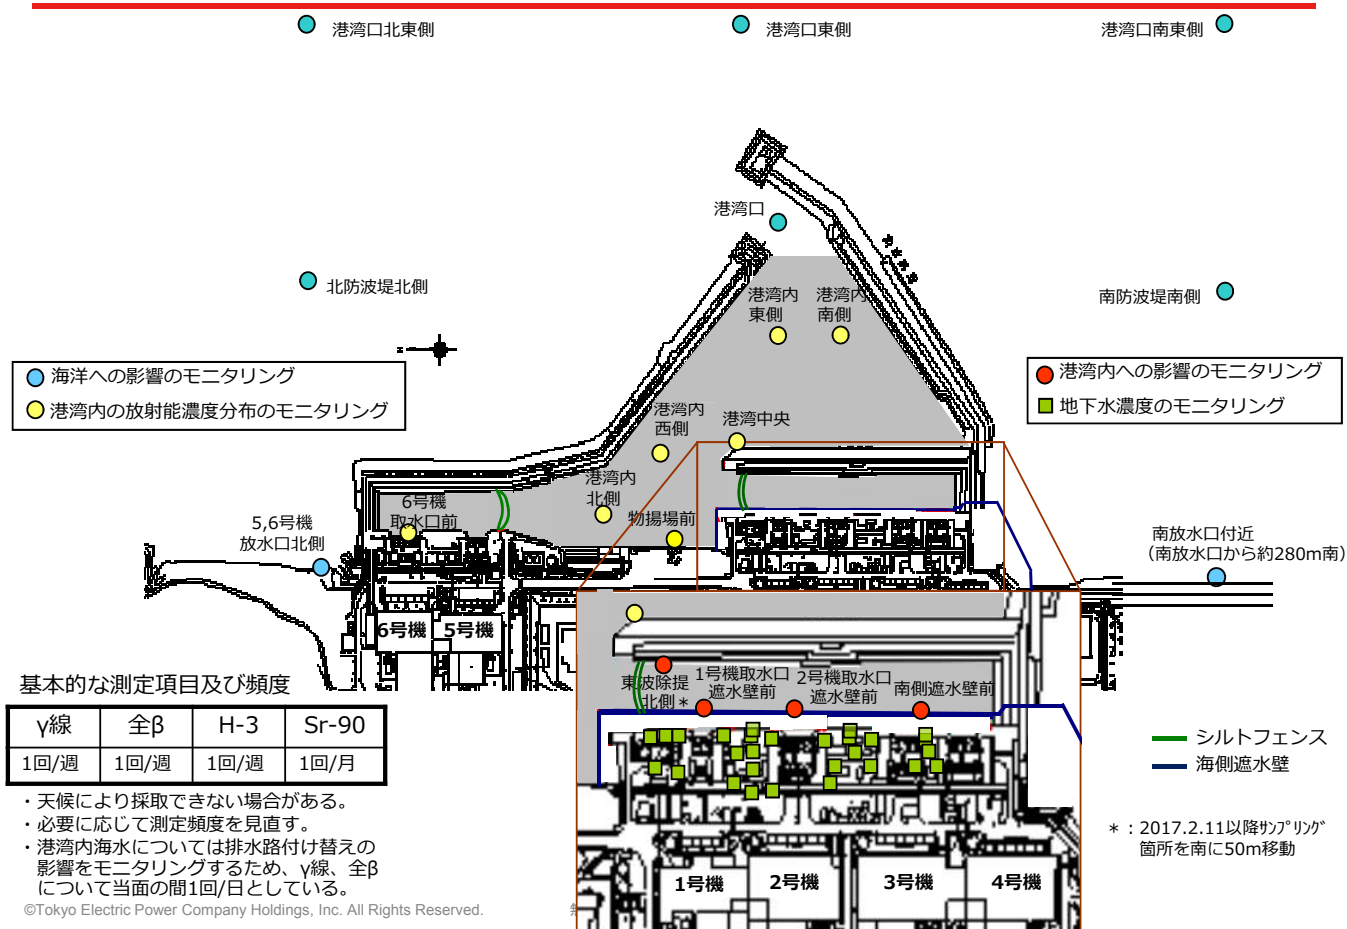 港湾口北東側
港湾口東側
港湾口南東側
港湾口
北防波堤北側
港湾内
東側
港湾内
南側
南防波堤南側
海洋への影響のモニタリング
港湾内の放射能濃度分布のモニタリング
港湾内への影響のモニタリング
地下水濃度のモニタリング
港湾内
西側
港湾中央
港湾内
北側
6号機
取水口前
物揚場前
5,6号機
放水口北側
南放水口付近
（南放水口から約280m南）
6号機
5号機
東波除堤
北側＊
1号機取水口
遮水壁前
2号機取水口
遮水壁前
南側遮水壁前
基本的な測定項目及び頻度
γ線 全β H-3 Sr-90
1回/週 1回/週 1回/週 1回/月
・天候により採取できない場合がある。
・必要に応じて測定頻度を見直す。
・港湾内海水については排水路付け替えの
影響をモニタリングするため、γ線、全β
について当面の間1回/日としている。
シルトフェンス
海側遮水壁
＊：2017.2.11以降ｻﾝﾌﾟﾘﾝｸﾞ
箇所を南に50m移動
1号機
2号機
3号機
4号機
©Tokyo Electric Power Company Holdings, Inc. All Rights Reserved.